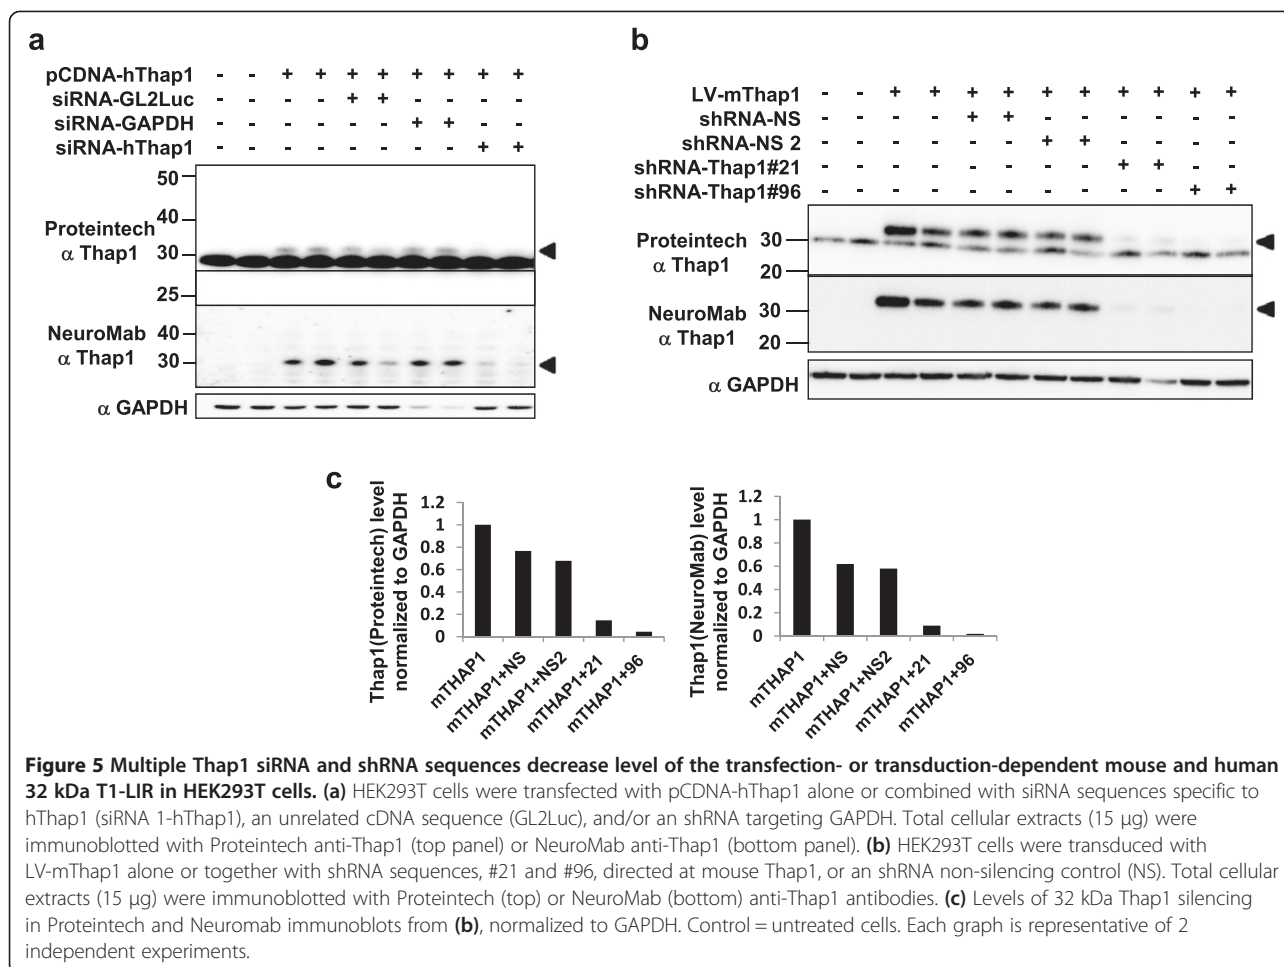 a
pCDNA-hThap1 - - + + + + + + + +
siRNA-GL2Luc - - - - + + - - - -
siRNA-GAPDH - - - - - - + + - -
siRNA-hThap1 - - - - - - - - + +
50
40
Proteintech
α Thap1
30
25
NeuroMab
α Thap1
40
30
α GAPDH
b
LV-mThap1 - - + + + + + + + + + +
shRNA-NS - - - - + + - - - - - -
shRNA-NS 2 - - - - - - + + - - - -
shRNA-Thap1#21 - - - - - - - - + + - -
shRNA-Thap1#96 - - - - - - - - - - + +
Proteintech
α Thap1
30
20
NeuroMab
α Thap1
30
20
α GAPDH
c
Thap1(Proteintech) level
normalized to GAPDH
1.2
1
0.8
0.6
0.4
0.2
0
mTHAP1
mTHAP1+NS
mTHAP1+NS2
mTHAP1+21
mTHAP1+96
Thap1(NeuroMab) level
normalized to GAPDH
1.2
1
0.8
0.6
0.4
0.2
0
mTHAP1
mTHAP1+NS
mTHAP1+NS2
mTHAP1+21
mTHAP1+96
Figure 5 Multiple Thap1 siRNA and shRNA sequences decrease level of the transfection- or transduction-dependent mouse and human
32 kDa T1-LIR in HEK293T cells. (a) HEK293T cells were transfected with pCDNA-hThap1 alone or combined with siRNA sequences specific to
hThap1 (siRNA 1-hThap1), an unrelated cDNA sequence (GL2Luc), and/or an shRNA targeting GAPDH. Total cellular extracts (15 μg) were
immunoblotted with Proteintech anti-Thap1 (top panel) or NeuroMab anti-Thap1 (bottom panel). (b) HEK293T cells were transduced with
LV-mThap1 alone or together with shRNA sequences, #21 and #96, directed at mouse Thap1, or an shRNA non-silencing control (NS). Total cellular
extracts (15 μg) were immunoblotted with Proteintech (top) or NeuroMab (bottom) anti-Thap1 antibodies. (c) Levels of 32 kDa Thap1 silencing
in Proteintech and Neuromab immunoblots from (b), normalized to GAPDH. Control = untreated cells. Each graph is representative of 2
independent experiments.